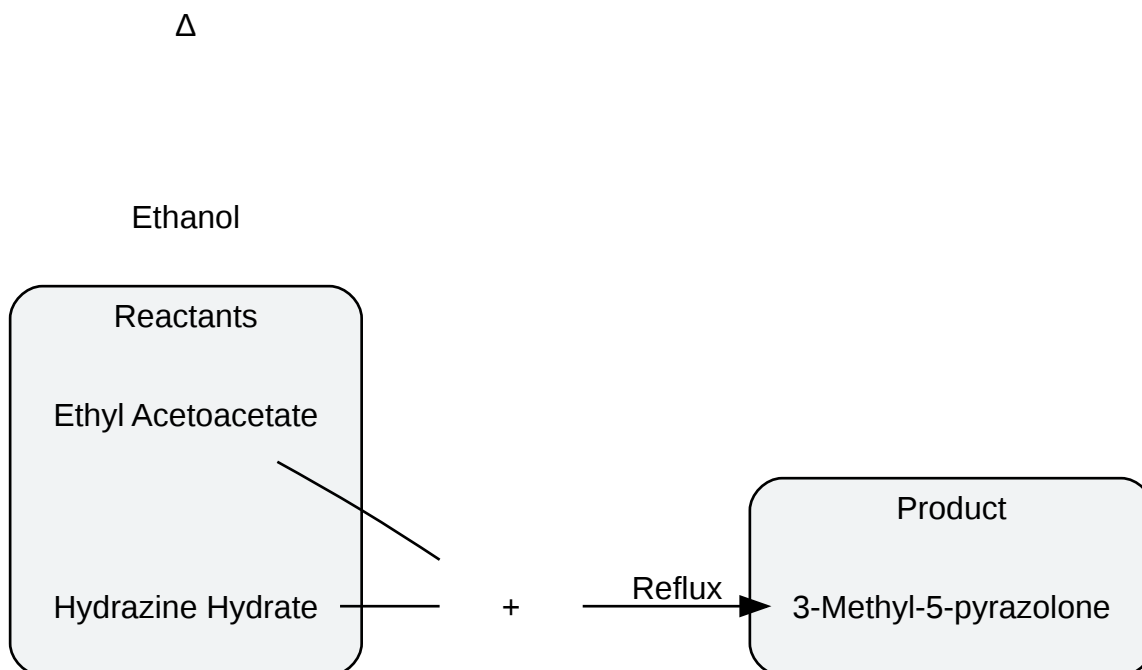 Δ
Ethanol
Reactants
Ethyl Acetoacetate
Product
Reflux
Hydrazine Hydrate
+
3-Methyl-5-pyrazolone